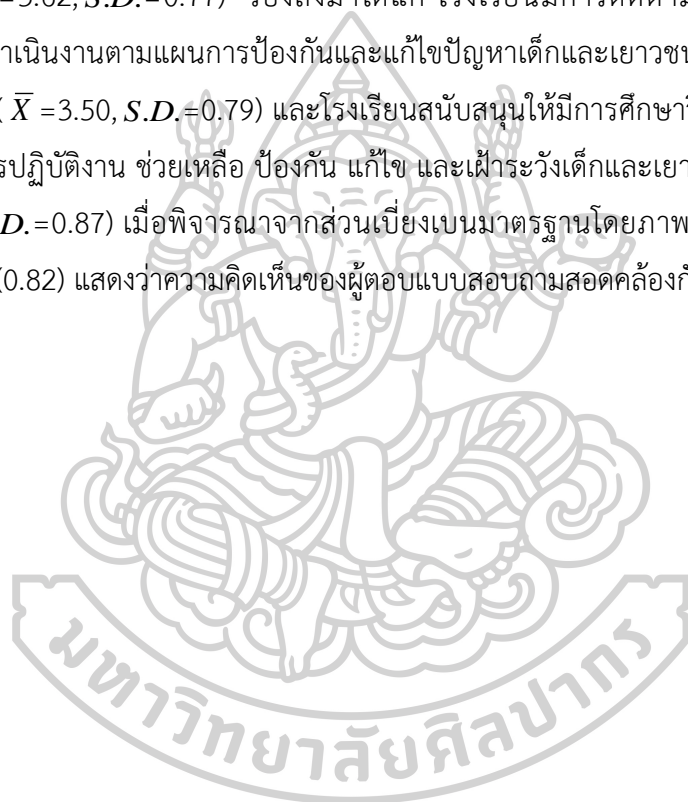 =3.62, S.D.=0.77) รองลงมาได้แก่ โรงเรียนมีการติดตาม
าเนินงานตามแผนการป้องกันและแก้ไขปัญหาเด็กและเยาวชน
( X̄ =3.50, S.D.=0.79) และโรงเรียนสนับสนุนให้มีการศึกษาวิ
รปฏิบัติงาน ช่วยเหลือ ป้องกัน แก้ไข และเฝ้าระวังเด็กและเยา
D.=0.87) เมื่อพิจารณาจากส่วนเบี่ยงเบนมาตรฐานโดยภาพ
(0.82) แสดงว่าความคิดเห็นของผู้ตอบแบบสอบถามสอดคล้องกั
มหาวิทยาลัยศิลปากร